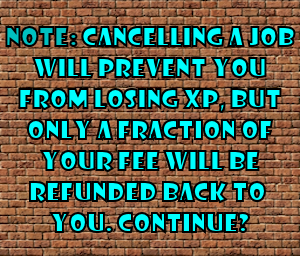 NOTE: CANCELLING A JOB
WILL PREVENT YOU
FROM LOSING XP, BUT
ONLY A FRACTION OF
YOUR FEE WILL BE
REFUNDED BACK TO
YOU. CONTINUE?